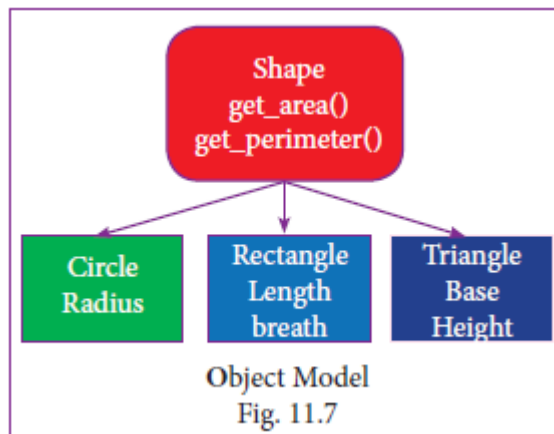 Shape
get_area()
get_perimeter()
Circle
Radius
Rectangle
Length
breath
Triangle
Base
Height
Object Model
Fig. 11.7